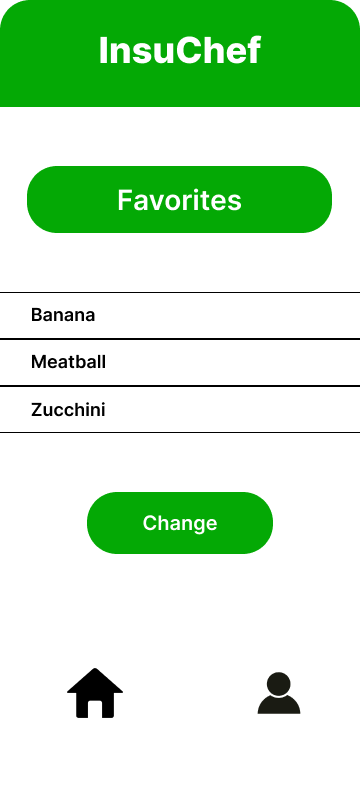 InsuChef
Favorites
Banana
Meatball
Zucchini
Change